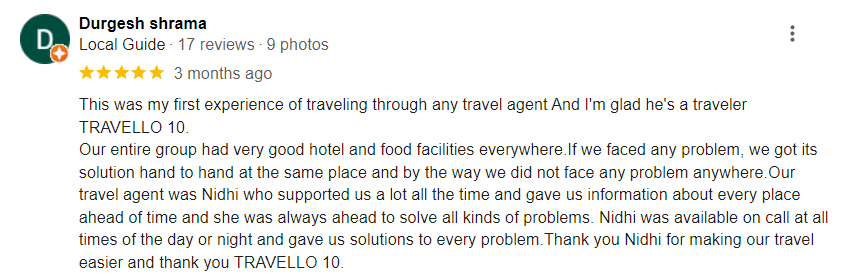 D
Durgesh shrama
Local Guide · 17 reviews · 9 photos
3 months ago
This was my first experience of traveling through any travel agent And I'm glad he's a traveler
TRAVELLO 10.
Our entire group had very good hotel and food facilities everywhere.If we faced any problem, we got its
solution hand to hand at the same place and by the way we did not face any problem anywhere.Our
travel agent was Nidhi who supported us a lot all the time and gave us information about every place
ahead of time and she was always ahead to solve all kinds of problems. Nidhi was available on call at all
times of the day or night and gave us solutions to every problem.Thank you Nidhi for making our travel
easier and thank you TRAVELLO 10.